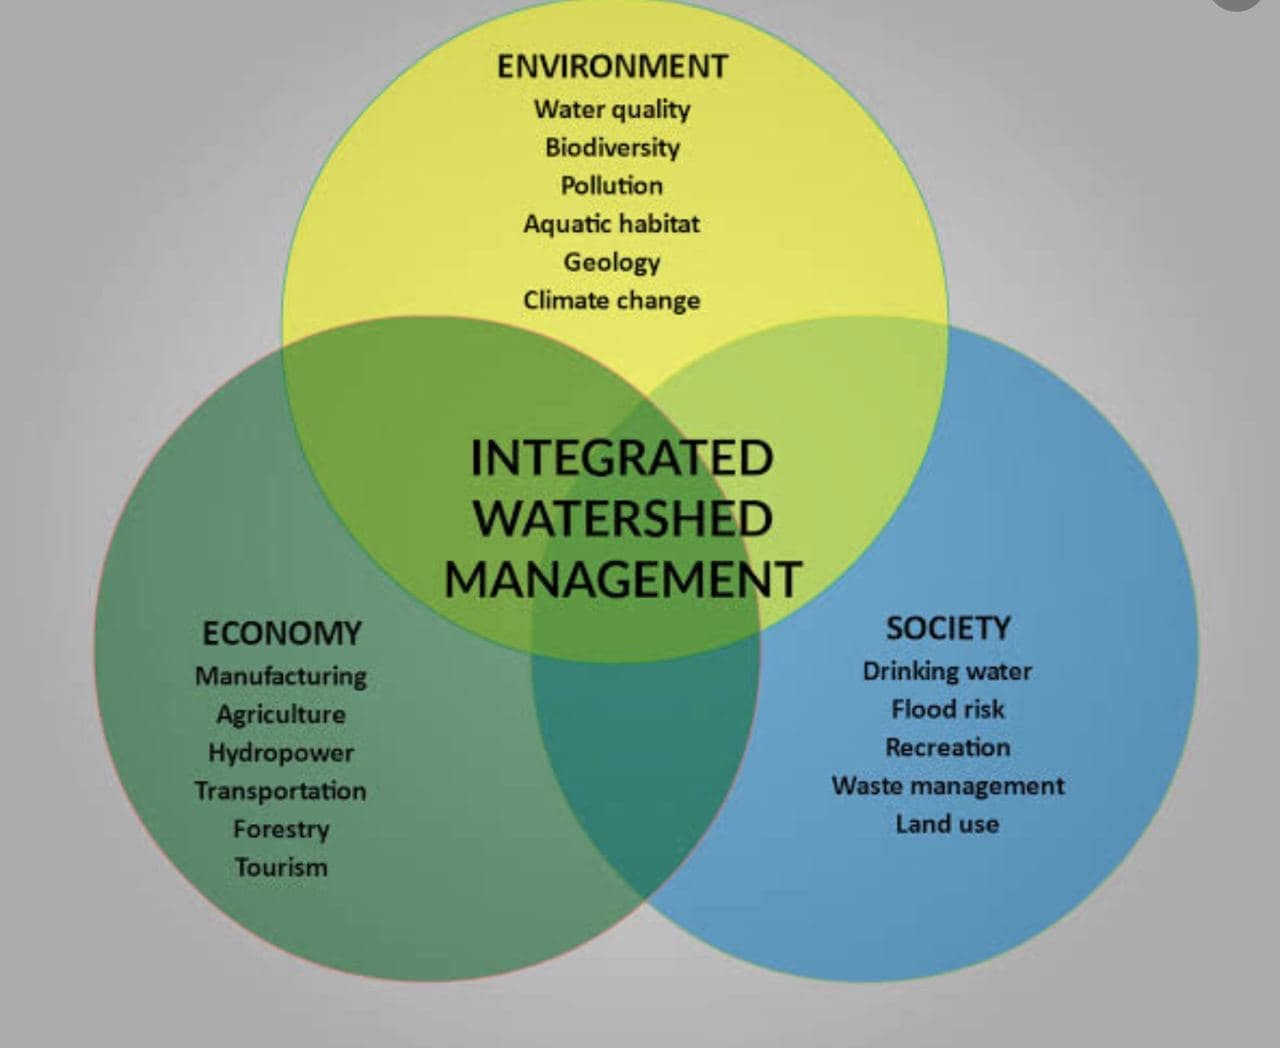 ENVIRONMENT
Water quality
Biodiversity
Pollution
Aquatic habitat
Geology
Climate change
INTEGRATED
WATERSHED
MANAGEMENT
ECONOMY
Manufacturing
Agriculture
Hydropower
Transportation
Forestry
Tourism
SOCIETY
Drinking water
Flood risk
Recreation
Waste management
Land use